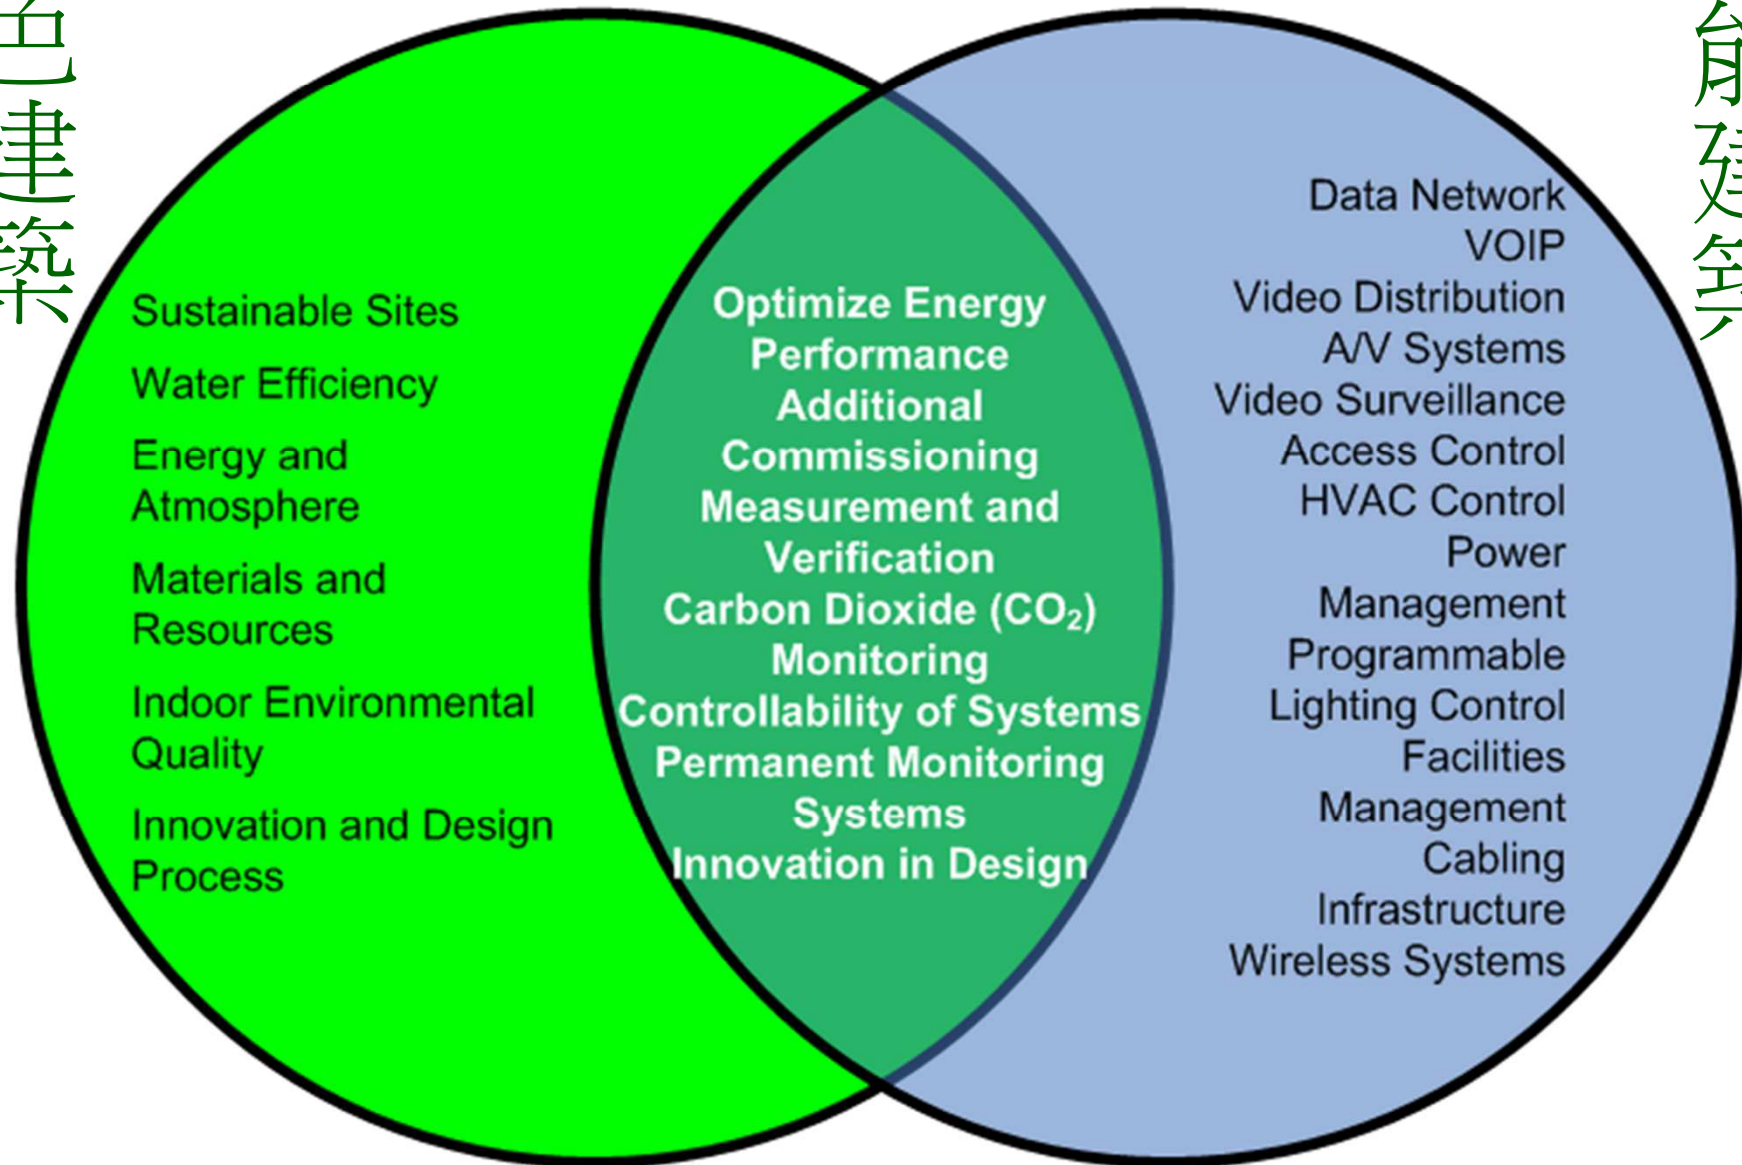 色建築
Sustainable Sites
Water Efficiency
Energy and
Atmosphere
Materials and
Resources
Indoor Environmental
Quality
Innovation and Design
Process
Optimize Energy
Performance
Additional
Commissioning
Measurement and
Verification
Carbon Dioxide (CO₂)
Monitoring
Controllability of Systems
Permanent Monitoring
Systems
Innovation in Design
Data Network
VOIP
Video Distribution
A/V Systems
Video Surveillance
Access Control
HVAC Control
Power
Management
Programmable
Lighting Control
Facilities
Management
Cabling
Infrastructure
Wireless Systems